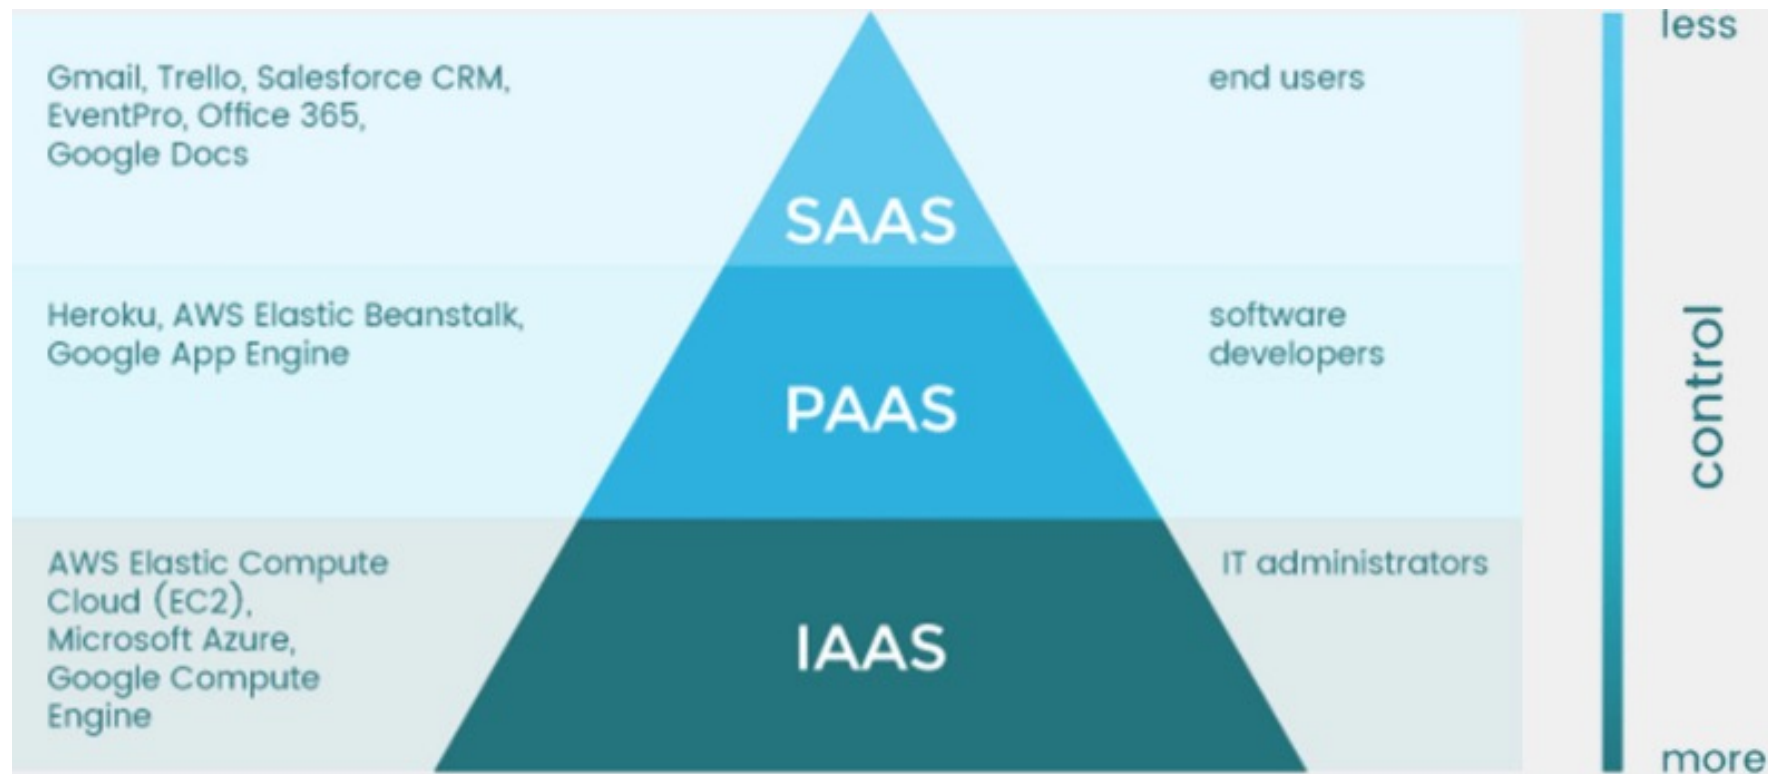 Gmail, Trello, Salesforce CRM,
EventPro, Office 365,
Google Docs
SAAS
end users
Heroku, AWS Elastic Beanstalk,
Google App Engine
PAAS
software
developers
AWS Elastic Compute
Cloud (EC2),
Microsoft Azure,
Google Compute
Engine
IAAS
IT administrators
less
control
more